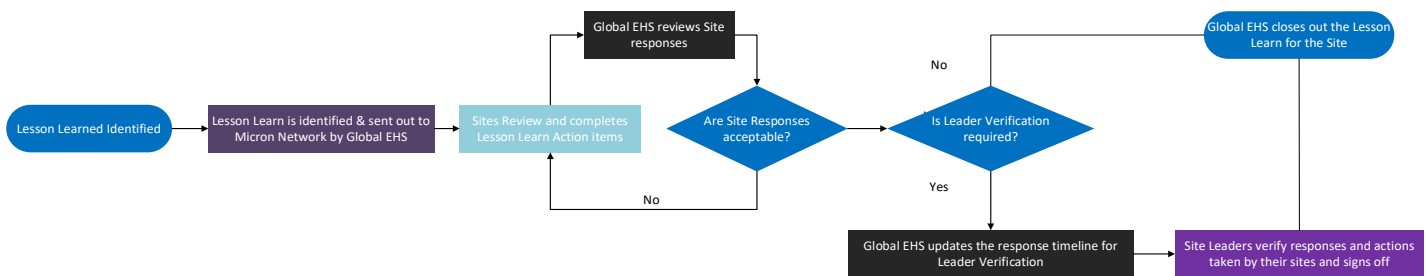 Lesson Learned Identified
Lesson Learn is identified & sent out to
Micron Network by Global EHS
Sites Review and completes
Lesson Learn Action items
Global EHS reviews Site
responses
Are Site Responses
acceptable?
No
Is Leader Verification
required?
No
Yes
Global EHS updates the response timeline for
Leader Verification
Site Leaders verify responses and actions
taken by their sites and signs off
Global EHS closes out the Lesson
Learn for the Site